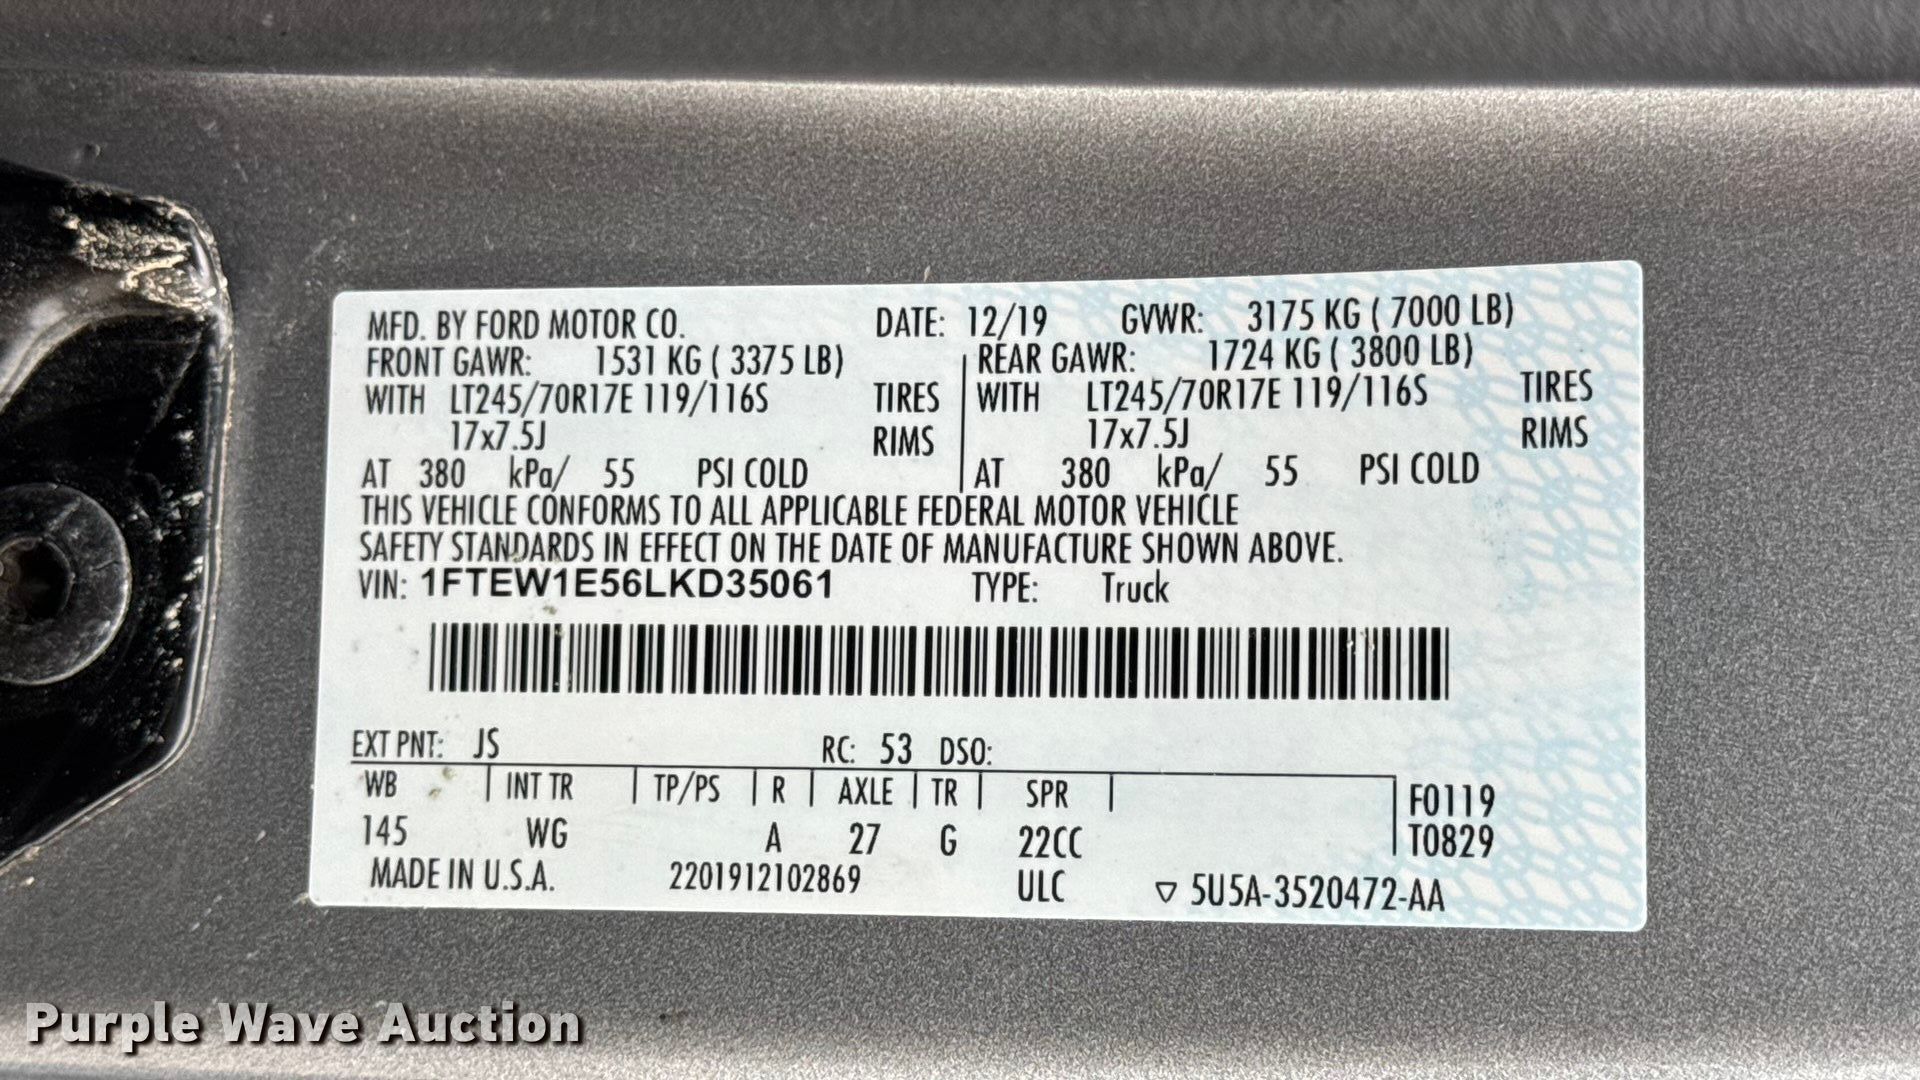 MFD. BY FORD MOTOR CO. DATE: 12/19 GVWR: 3175 KG ( 7000 LB)
FRONT GAWR: 1531 KG ( 3375 LB) REAR GAWR: 1724 KG ( 3800 LB)
WITH LT245/70R17E 119/116S TIRES WITH LT245/70R17E 119/116S TIRES
17x7.5J RIMS 17x7.5J RIMS
AT 380 kPa/ 55 PSI COLD AT 380 kPa/ 55 PSI COLD
THIS VEHICLE CONFORMS TO ALL APPLICABLE FEDERAL MOTOR VEHICLE
SAFETY STANDARDS IN EFFECT ON THE DATE OF MANUFACTURE SHOWN ABOVE.
VIN: 1FTEW1E56LKD35061 TYPE: Truck
EXT PNT: JS RC: 53 DSO:
WB INT TR TP/PS R AXLE TR SPR F0119
145 WG A 27 G 22CC T0829
MADE IN U.S.A. 2201912102869 ULC ▽ 5U5A-3520472-AA
Purple Wave Auction